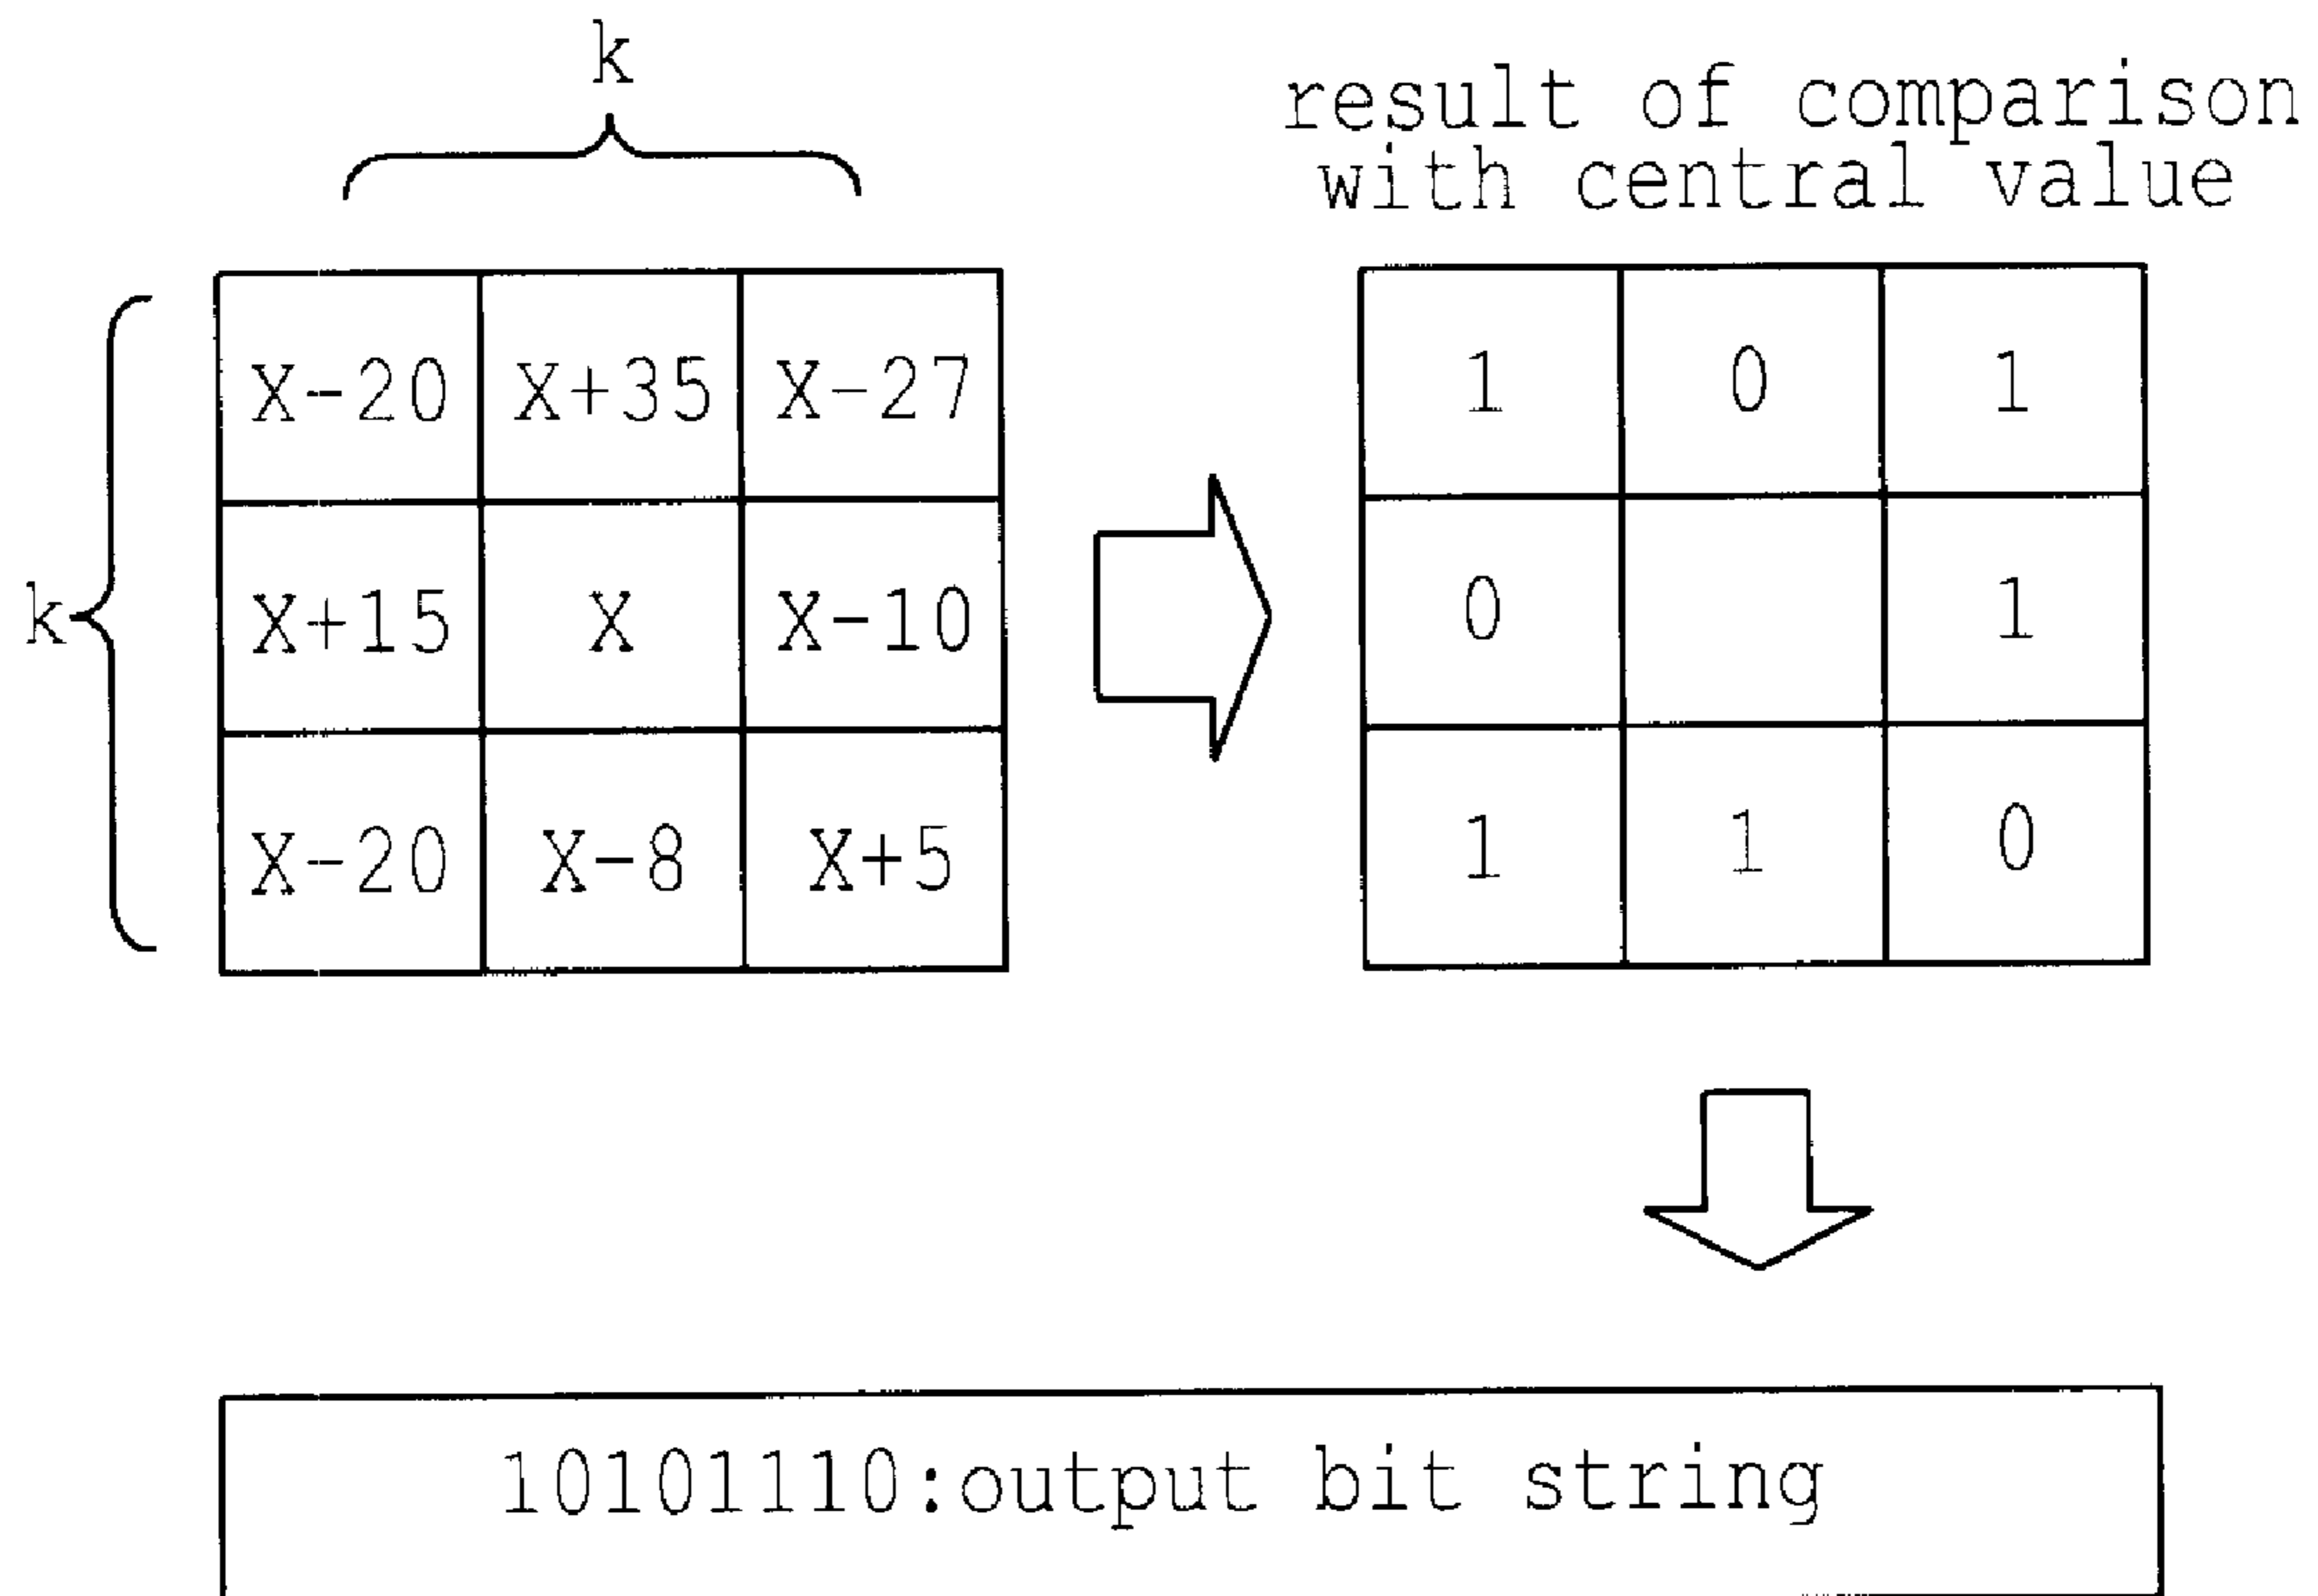 k
result of comparison
with central value
k
X-20 X+35 X-27
X+15 X X-10
X-20 X-8 X+5
1 0 1
0 1
1 1 0
10101110:output bit string